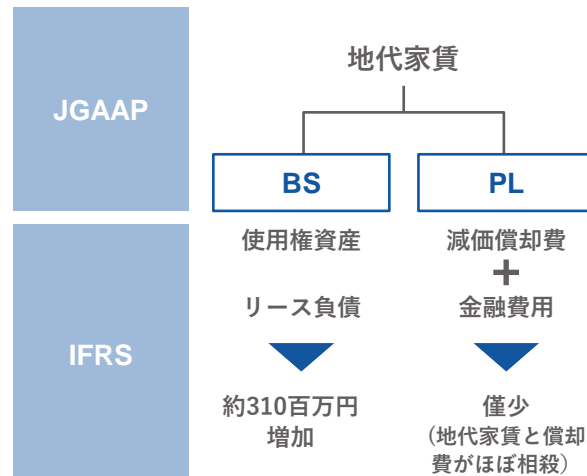 JGAAP
地代家賃
BS
PL
IFRS
使用権資産
リース負債
約310百万円
増加
減価償却費
+
金融費用
僅少
（地代家賃と償却
費がほぼ相殺）